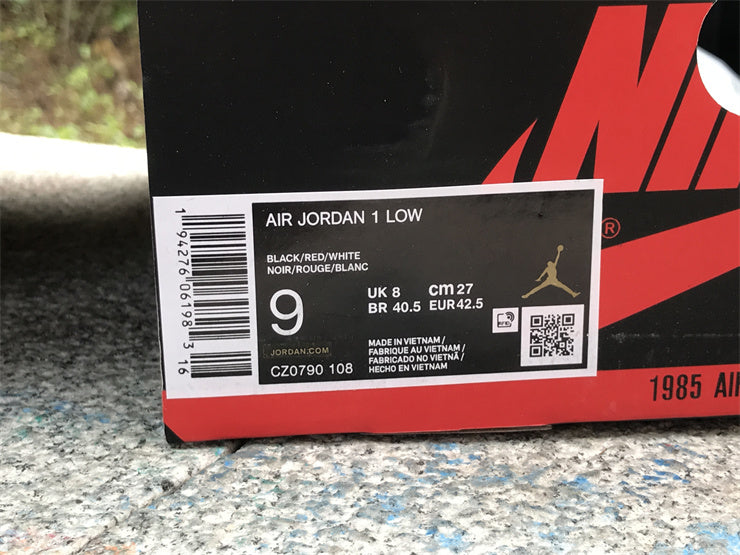 NIK
®
AIR JORDAN 1 LOW
BLACK/RED/WHITE
NOIR/ROUGE/BLANC
9
UK 8 cm 27
BR 40.5 EUR 42.5
JORDAN.COM
CZ0790 108
MADE IN VIETNAM /
FABRIQUE AU VIETNAM /
FABRICADO NO VIETNÃ /
HECHO EN VIETNAM
1 94276 06198 3 16
1985 AI